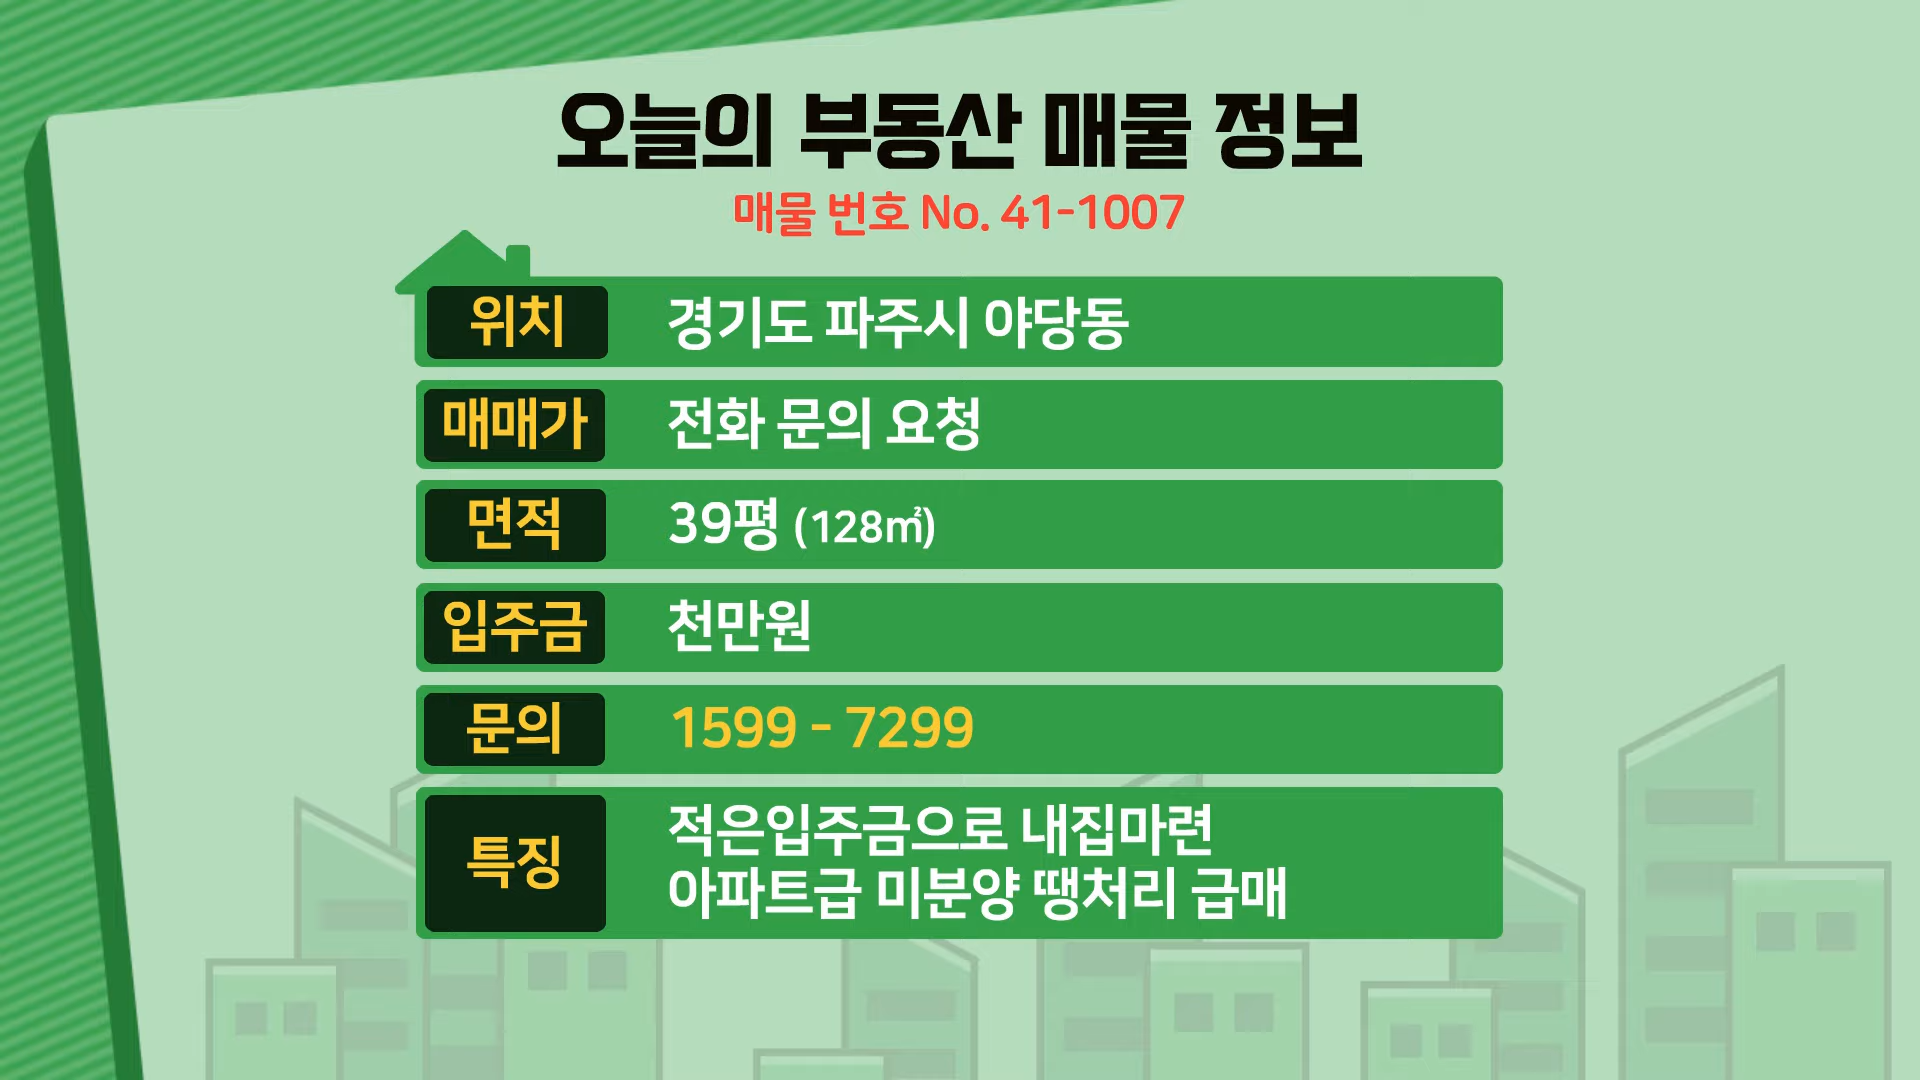 오늘의 부동산 매물 정보
매물 번호 No. 41-1007
위치 경기도 파주시 야당동
매매가 전화 문의 요청
면적 39평 (128㎡)
입주금 천만원
문의 1599 - 7299
특징 적은입주금으로 내집마련
아파트급 미분양 땡처리 급매